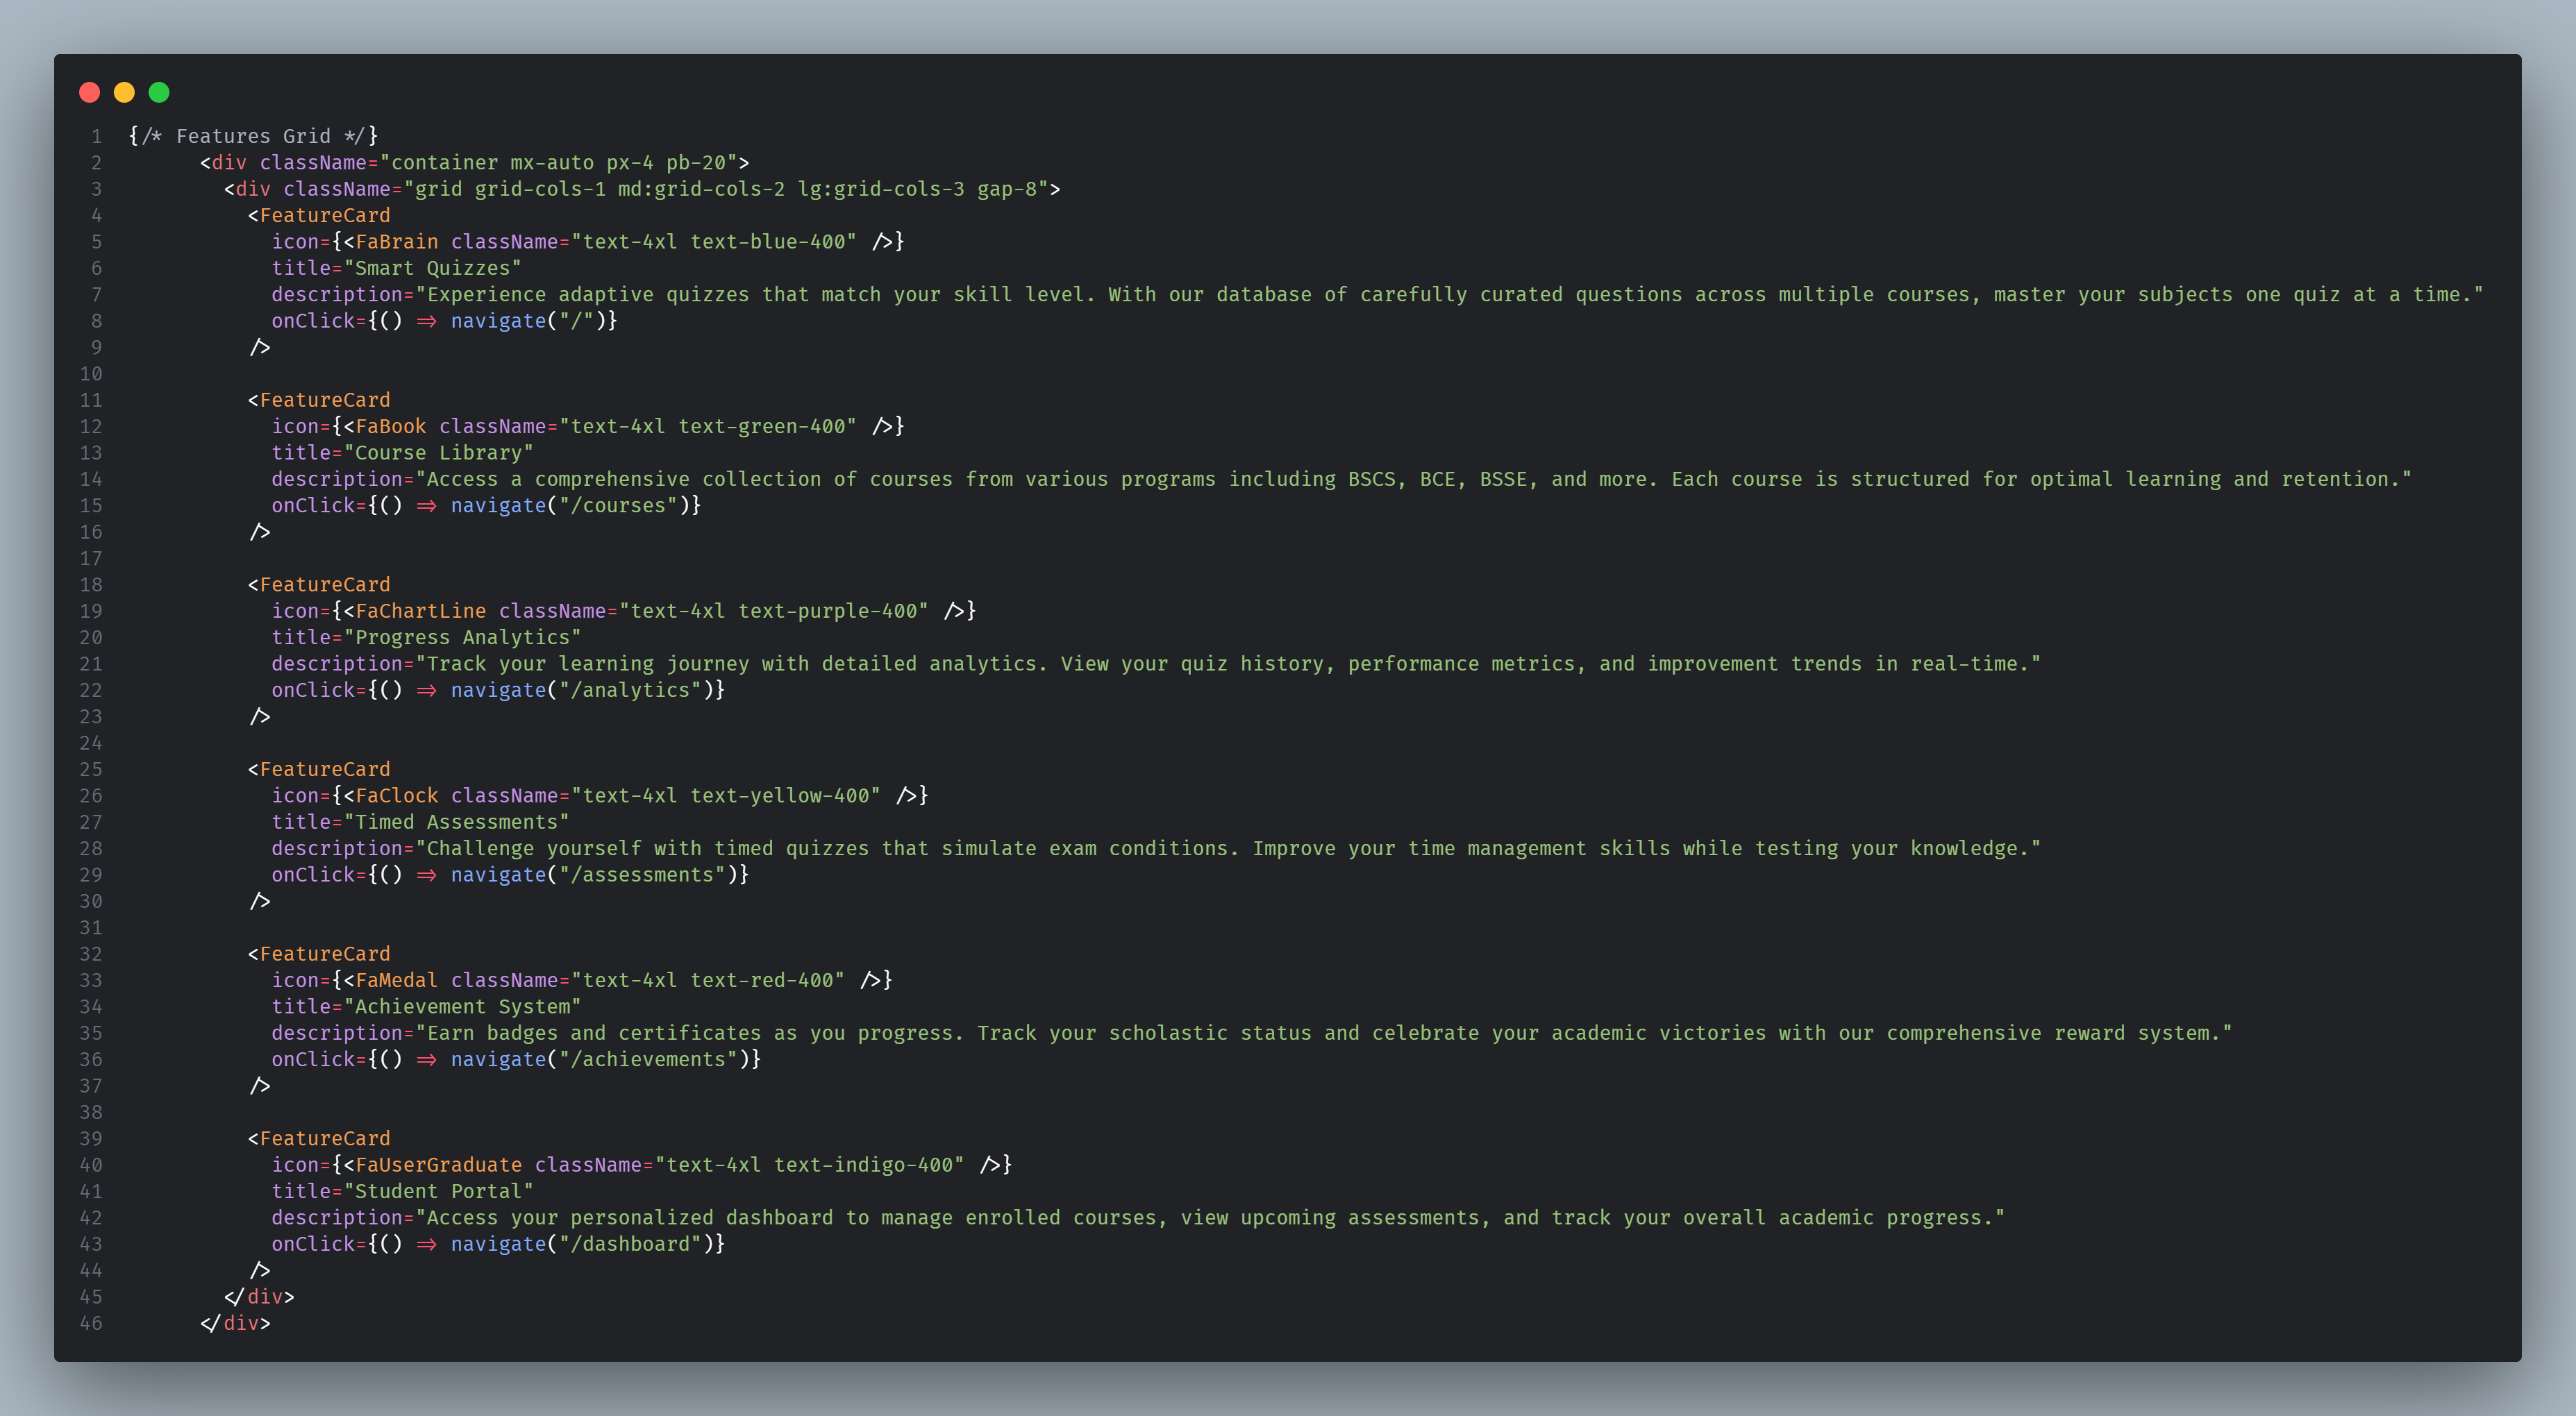 1 {/* Features Grid */}
2       <div className="container mx-auto px-4 pb-20">
3         <div className="grid grid-cols-1 md:grid-cols-2 lg:grid-cols-3 gap-8">
4           <FeatureCard
5             icon={<FaBrain className="text-4xl text-blue-400" />}
6             title="Smart Quizzes"
7             description="Experience adaptive quizzes that match your skill level. With our database of carefully curated questions across multiple courses, master your subjects one quiz at a time."
8             onClick={() => navigate("/")}
9           />
10
11           <FeatureCard
12             icon={<FaBook className="text-4xl text-green-400" />}
13             title="Course Library"
14             description="Access a comprehensive collection of courses from various programs including BSCS, BCE, BSSE, and more. Each course is structured for optimal learning and retention."
15             onClick={() => navigate("/courses")}
16           />
17
18           <FeatureCard
19             icon={<FaChartLine className="text-4xl text-purple-400" />}
20             title="Progress Analytics"
21             description="Track your learning journey with detailed analytics. View your quiz history, performance metrics, and improvement trends in real-time."
22             onClick={() => navigate("/analytics")}
23           />
24
25           <FeatureCard
26             icon={<FaClock className="text-4xl text-yellow-400" />}
27             title="Timed Assessments"
28             description="Challenge yourself with timed quizzes that simulate exam conditions. Improve your time management skills while testing your knowledge."
29             onClick={() => navigate("/assessments")}
30           />
31
32           <FeatureCard
33             icon={<FaMedal className="text-4xl text-red-400" />}
34             title="Achievement System"
35             description="Earn badges and certificates as you progress. Track your scholastic status and celebrate your academic victories with our comprehensive reward system."
36             onClick={() => navigate("/achievements")}
37           />
38
39           <FeatureCard
40             icon={<FaUserGraduate className="text-4xl text-indigo-400" />}
41             title="Student Portal"
42             description="Access your personalized dashboard to manage enrolled courses, view upcoming assessments, and track your overall academic progress."
43             onClick={() => navigate("/dashboard")}
44           />
45         </div>
46       </div>